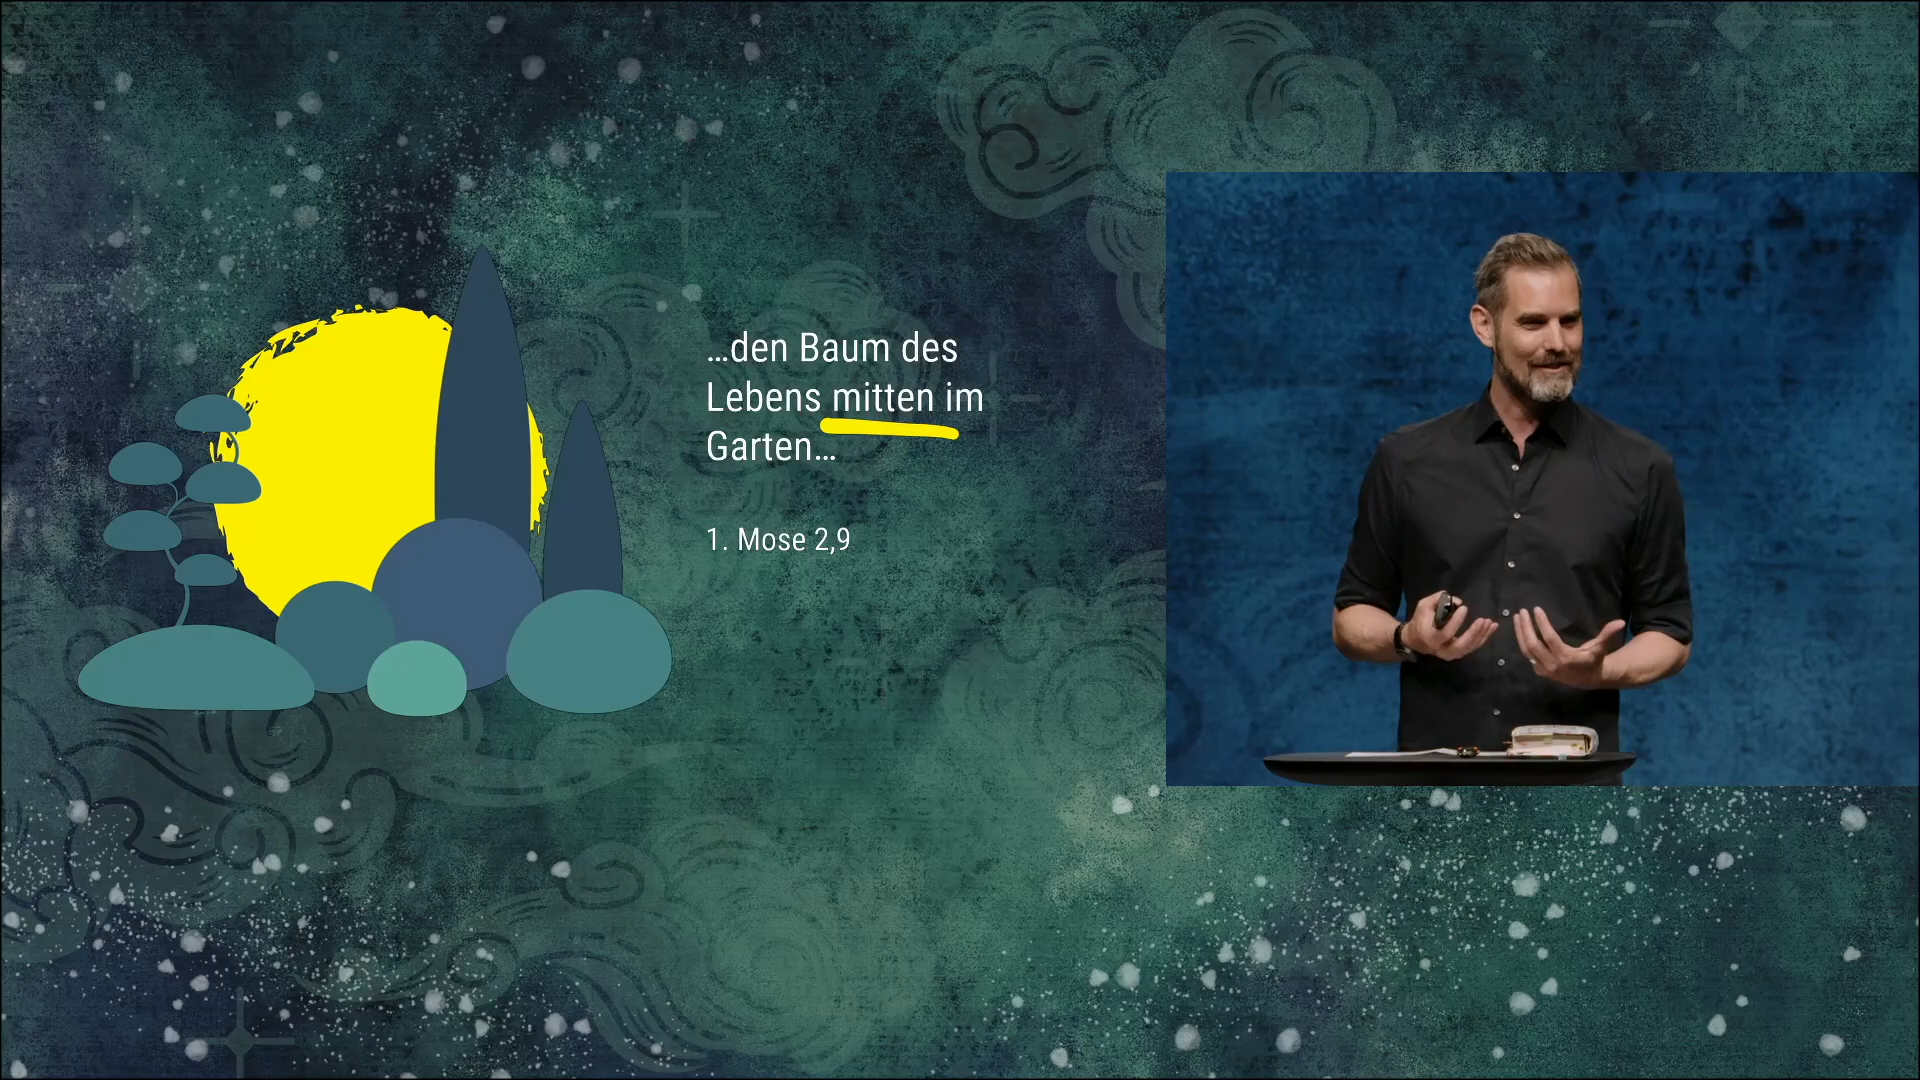 …den Baum des
Lebens mitten im
Garten…
1. Mose 2,9